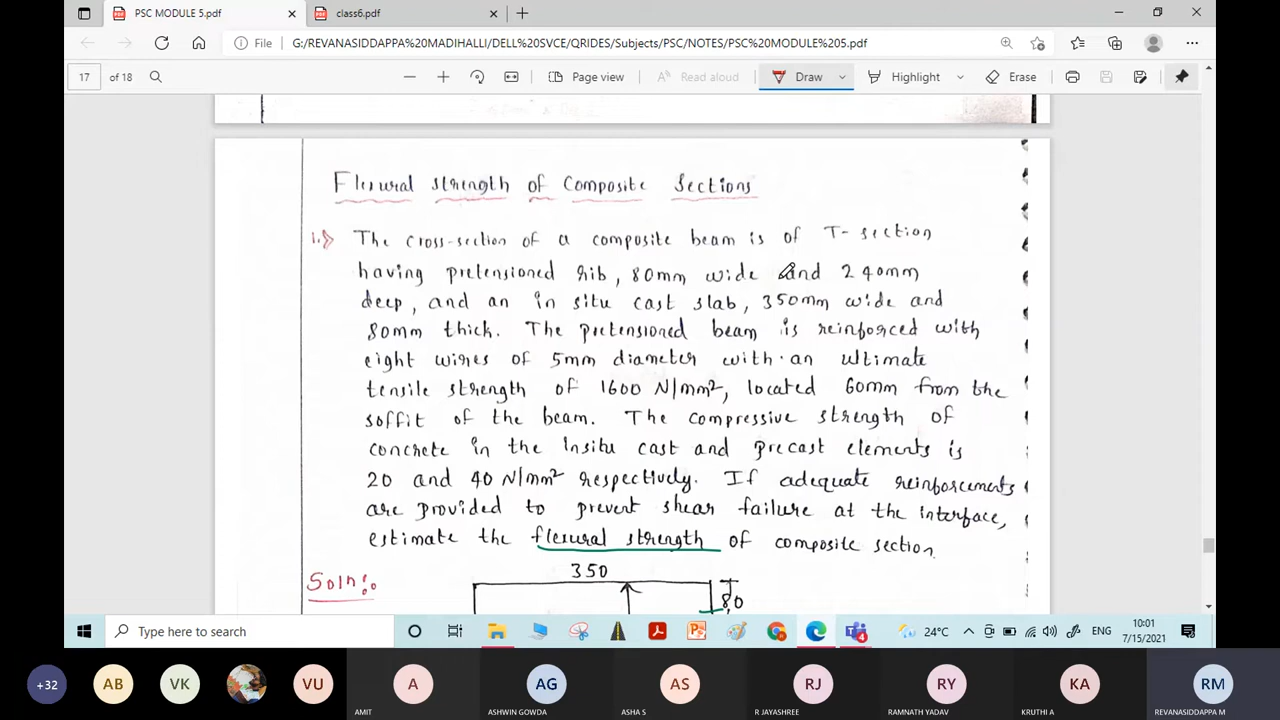 PSC MODULE 5.pdf
class6.pdf
File
G:/REVANASIDDAPPA%20MADIHALLI/DELL%20SVCE/QRIDES/Subjects/PSC/NOTES/PSC%20MODULE%205.pdf
17 of 18
Page view
Read aloud
Draw
Highlight
Erase
Flexural strength of Composite Sections
1.> The cross-section of a composite beam is of T-section
having pretensioned rib, 80mm wide and 240mm
deep, and an in situ cast slab, 350mm wide and
80mm thick. The pretensioned beam is reinforced with
eight wires of 5mm diameter with an ultimate
tensile strength of 1600 N/mm², located 60mm from the
soffit of the beam. The compressive strength of
concrete in the insitu cast and precast elements is
20 and 40 N/mm² respectively. If adequate reinforcements
are provided to prevent shear failure at the interface,
estimate the flexural strength of composite section.
Soln:
350
80
Type here to search
24°C
ENG
10:01
7/15/2021
4
+32
AB
VK
VU
A
AMIT
AG
ASHWIN GOWDA
AS
ASHA S
RJ
R JAYASHREE
RY
RAMNATH YADAV
KA
KRUTHI A
RM
REVANASIDDAPPA M